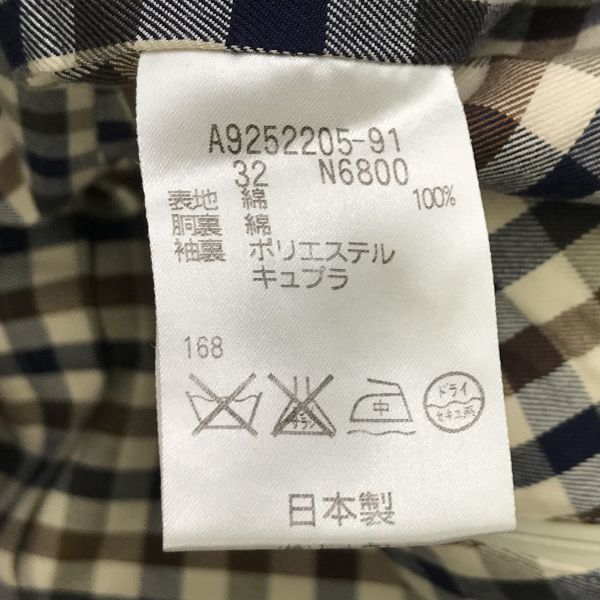 A9252205-91
32 N6800
表地 綿 100%
胴裏 綿
袖裏 ポリエステル
キュプラ
168
中 ドライ
セキユ系
日本製